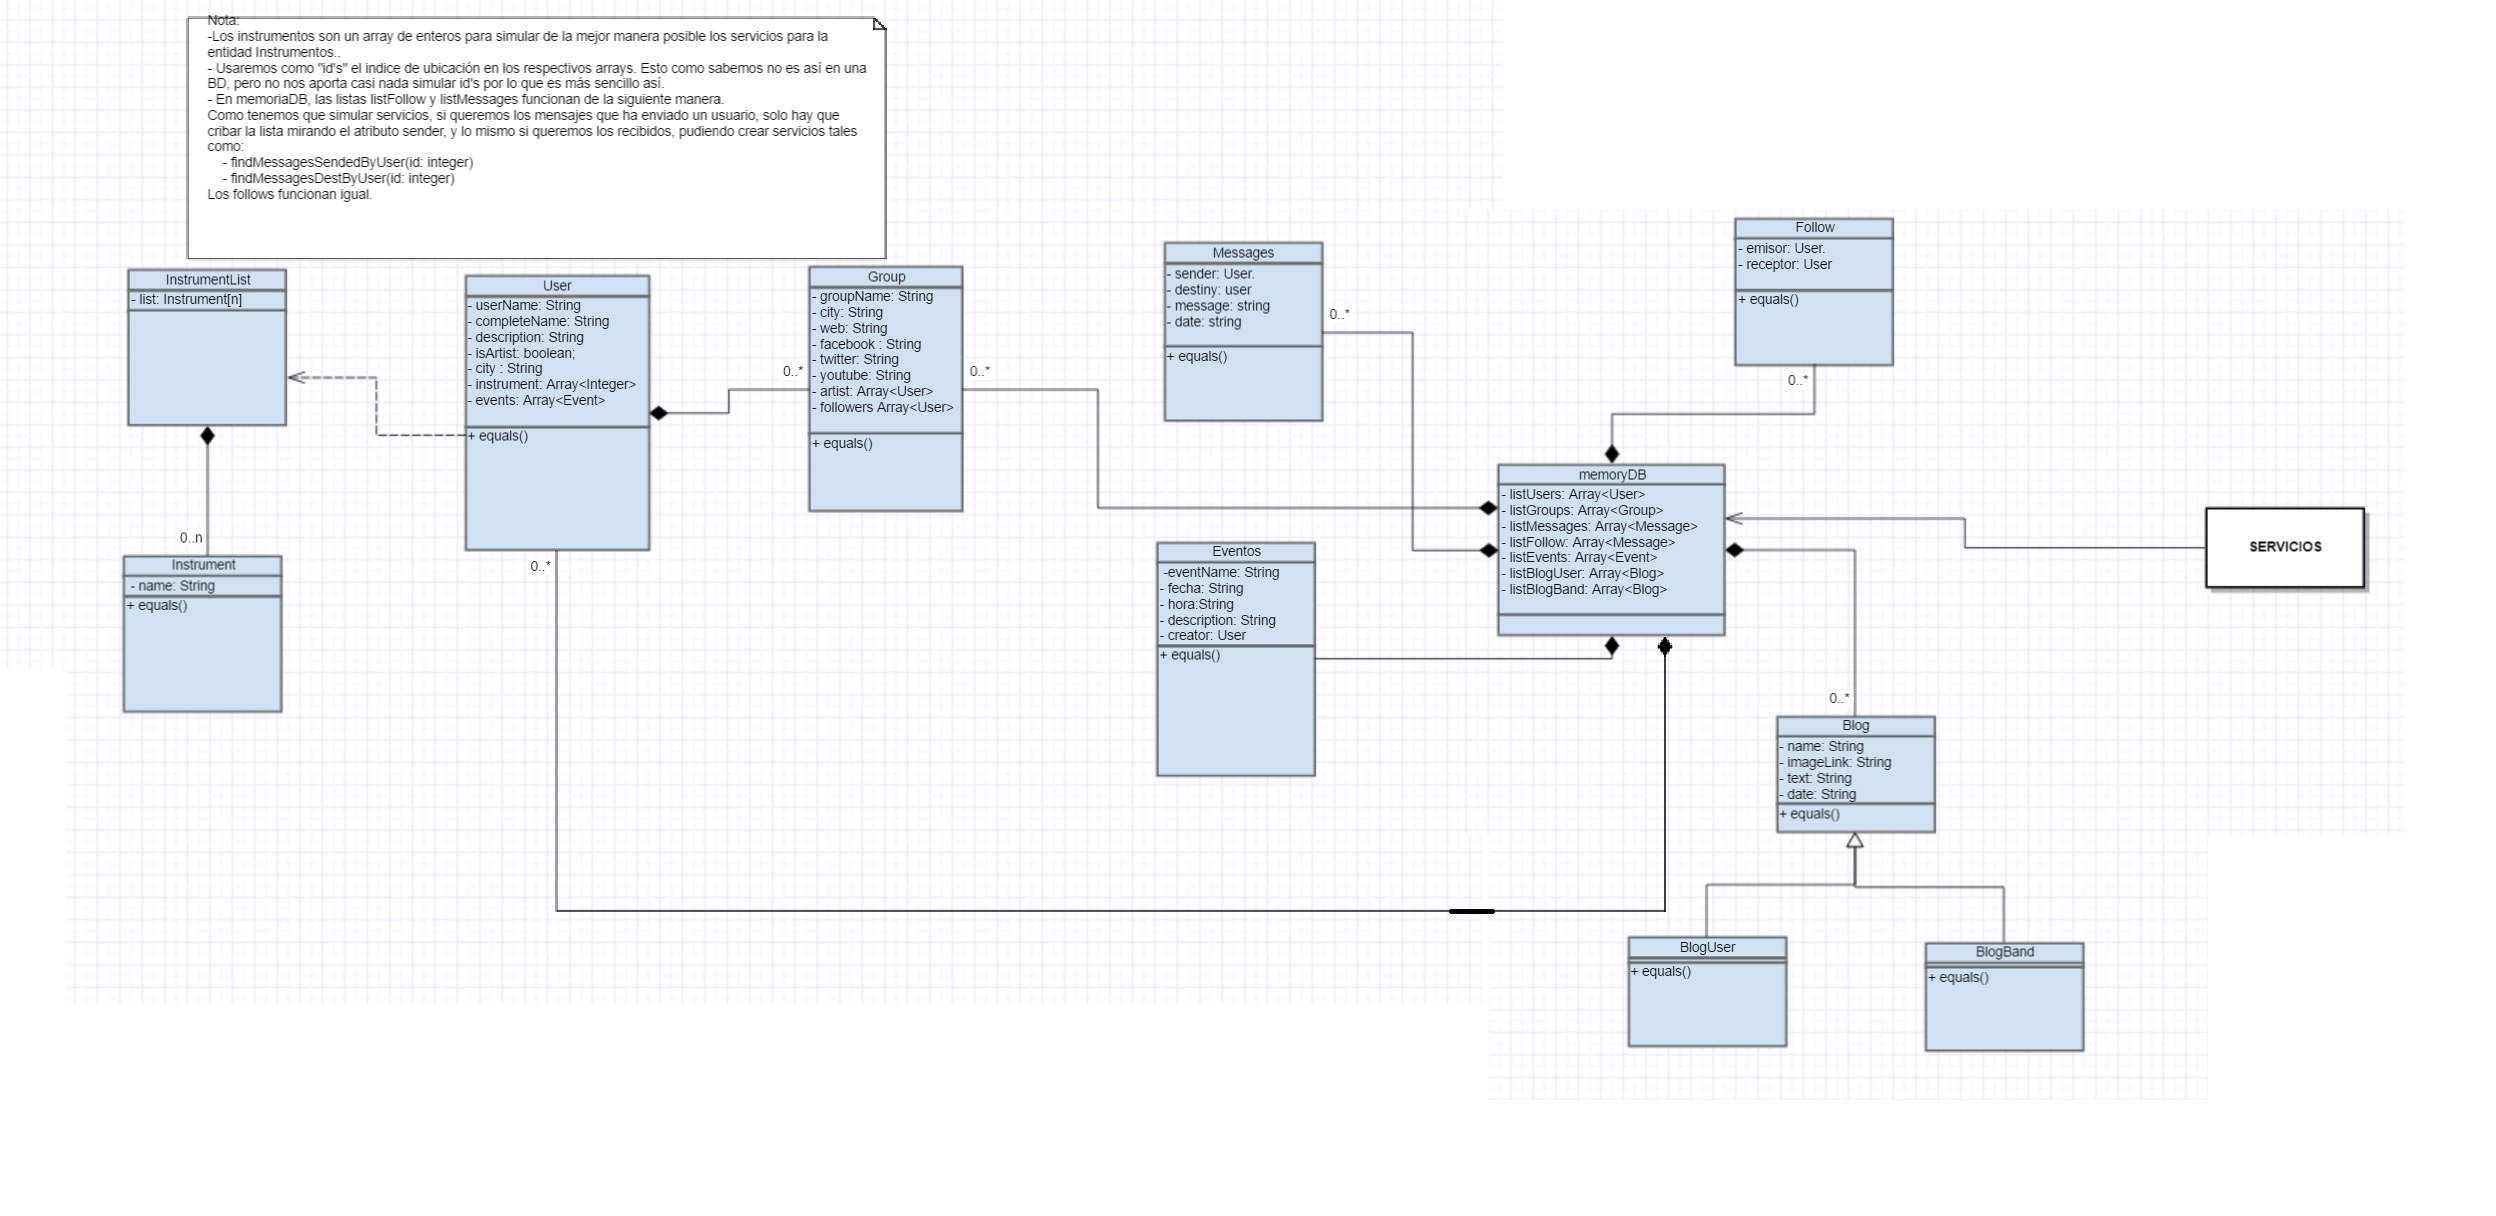 Nota:
-Los instrumentos son un array de enteros para simular de la mejor manera posible los servicios para la
entidad Instrumentos..
- Usaremos como "id's" el indice de ubicación en los respectivos arrays. Esto como sabemos no es así en una
BD, pero no nos aporta casi nada simular id's por lo que es más sencillo así.
- En memoriaDB, las listas listFollow y listMessages funcionan de la siguiente manera.
Como tenemos que simular servicios, si queremos los mensajes que ha enviado un usuario, solo hay que
cribar la lista mirando el atributo sender, y lo mismo si queremos los recibidos, pudiendo crear servicios tales
como:
- findMessagesSendedByUser(id: integer)
- findMessagesDestByUser(id: integer)
Los follows funcionan igual.
InstrumentList
- list: Instrument[n]
0..n
Instrument
- name: String
+ equals()
User
- userName: String
- completeName: String
- description: String
- isArtist: boolean;
- city : String
- instrument: Array<Integer>
- events: Array<Event>
+ equals()
0..*
0..*
Group
- groupName: String
- city: String
- web: String
- facebook : String
- twitter: String
- youtube: String
- artist: Array<User>
- followers Array<User>
+ equals()
0..*
Messages
- sender: User.
- destiny: user
- message: string
- date: string
+ equals()
0..*
Follow
- emisor: User.
- receptor: User
+ equals()
0..*
memoryDB
- listUsers: Array<User>
- listGroups: Array<Group>
- listMessages: Array<Message>
- listFollow: Array<Message>
- listEvents: Array<Event>
- listBlogUser: Array<Blog>
- listBlogBand: Array<Blog>
SERVICIOS
Eventos
-eventName: String
- fecha: String
- hora:String
- description: String
- creator: User
+ equals()
0..*
Blog
- name: String
- imageLink: String
- text: String
- date: String
+ equals()
BlogUser
+ equals()
BlogBand
+ equals()